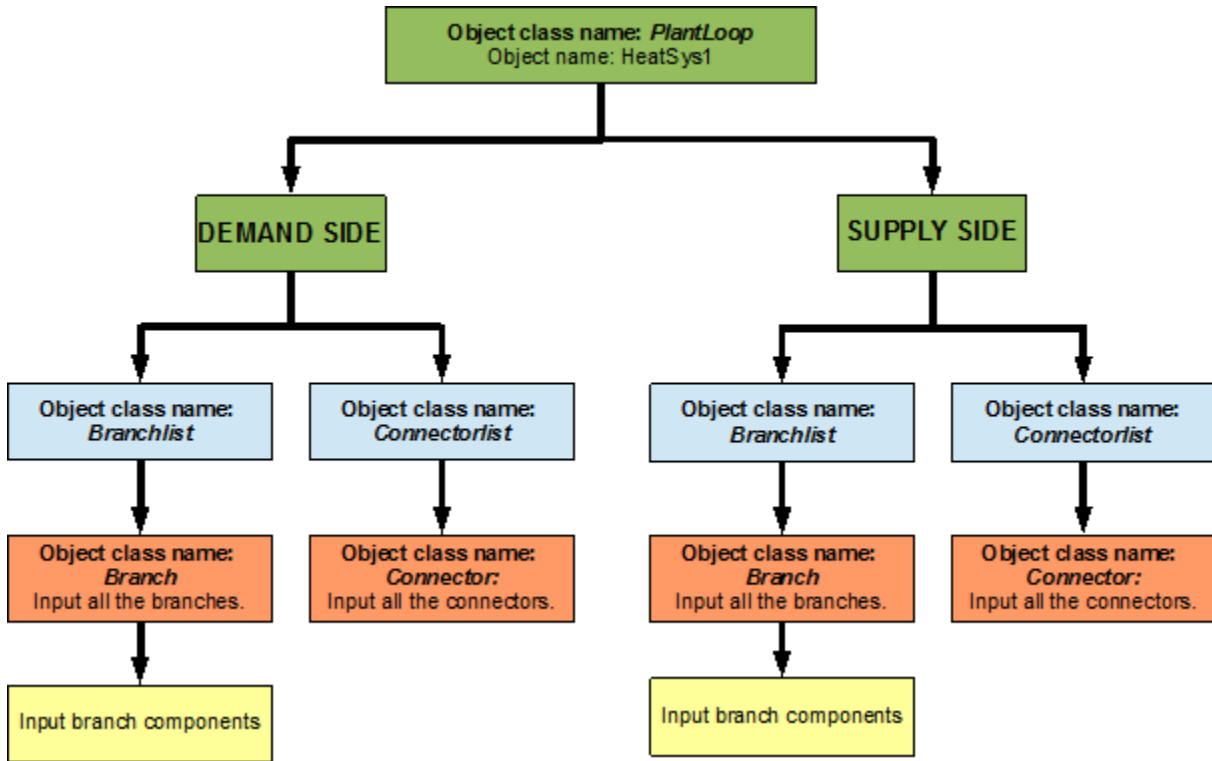 Object class name: PlantLoop
Object name: HeatSys1
DEMAND SIDE
SUPPLY SIDE
Object class name:
Branchlist
Object class name:
Connectorlist
Object class name:
Branchlist
Object class name:
Connectorlist
Object class name:
Branch
Input all the branches.
Object class name:
Connector:
Input all the connectors.
Object class name:
Branch
Input all the branches.
Object class name:
Connector:
Input all the connectors.
Input branch components
Input branch components